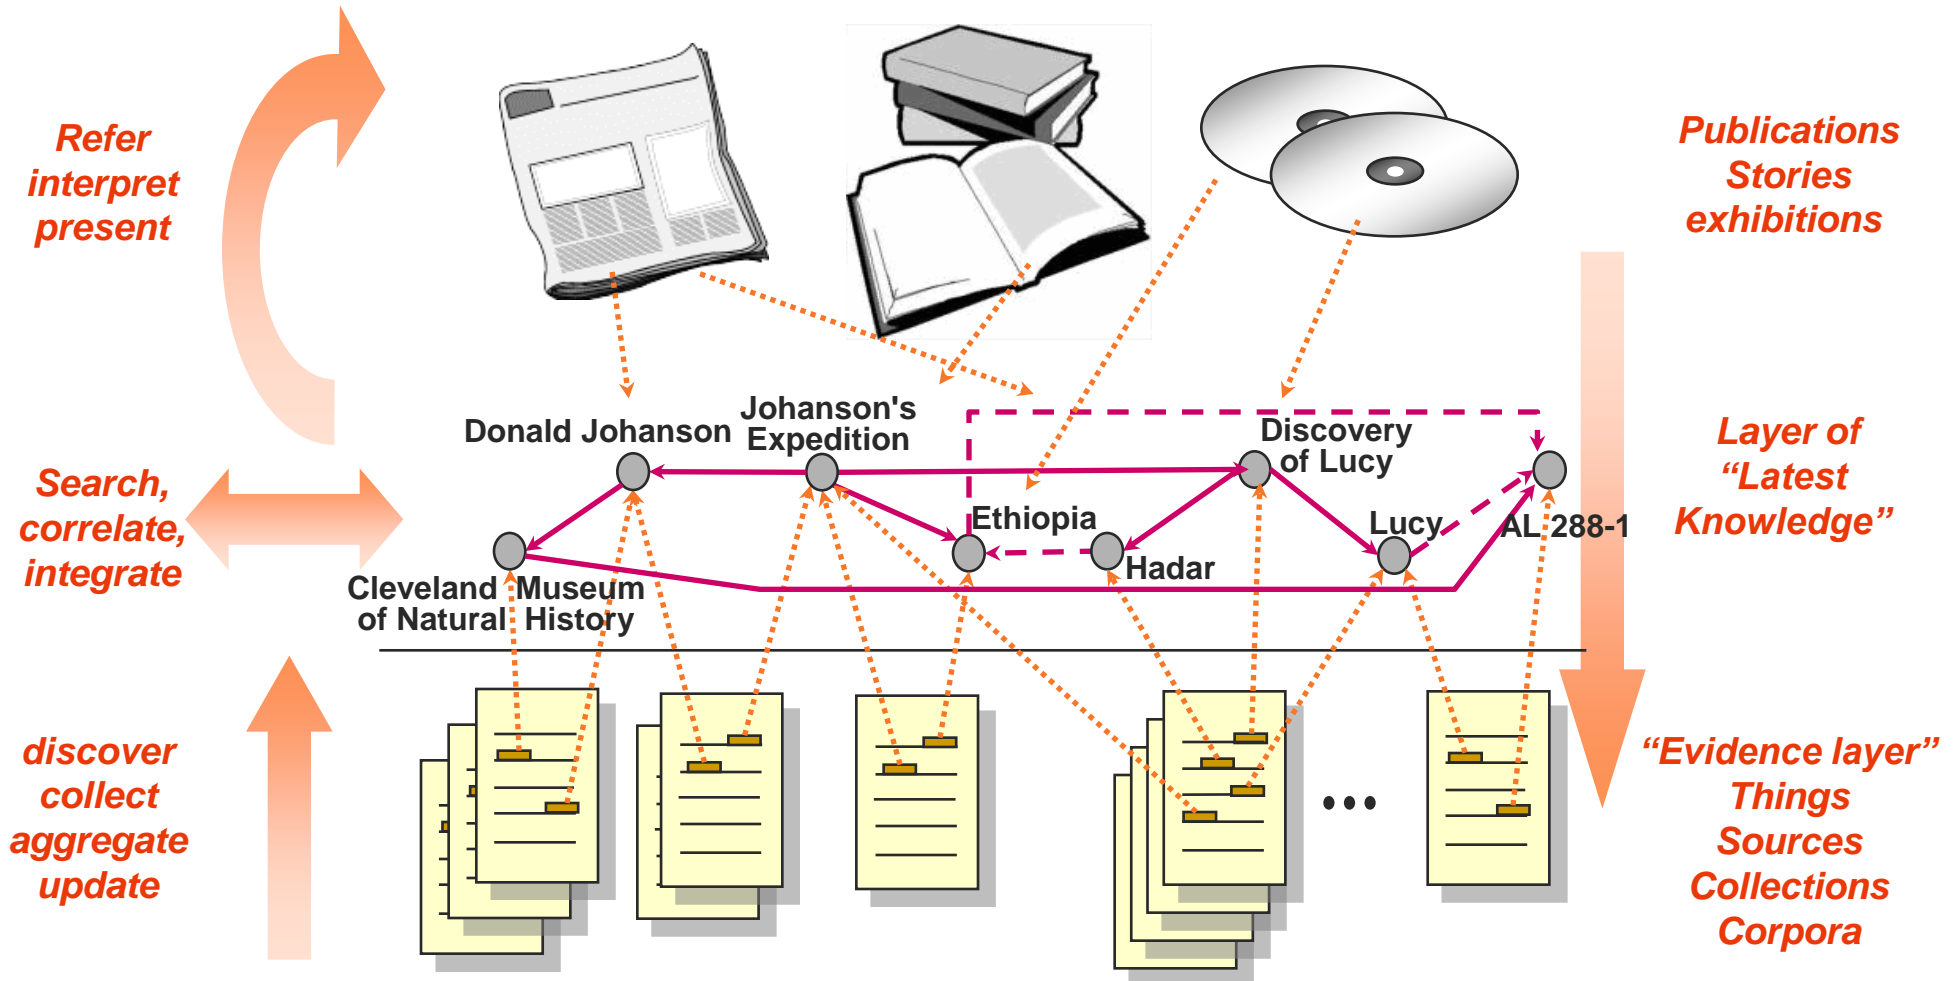 Refer
interpret
present
Publications
Stories
exhibitions
Donald Johanson
Johanson's
Expedition
Discovery
of Lucy
Layer of
“Latest
Knowledge”
Search,
correlate,
integrate
Ethiopia
Hadar
Lucy
AL 288-1
Cleveland Museum
of Natural History
discover
collect
aggregate
update
“Evidence layer”
Things
Sources
Collections
Corpora